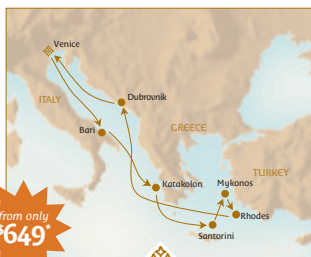 Venice
Dubrovnik
ITALY
Bari
GREECE
TURKEY
Katakolon
Mykonos
Rhodes
Santorini
from only
$649*